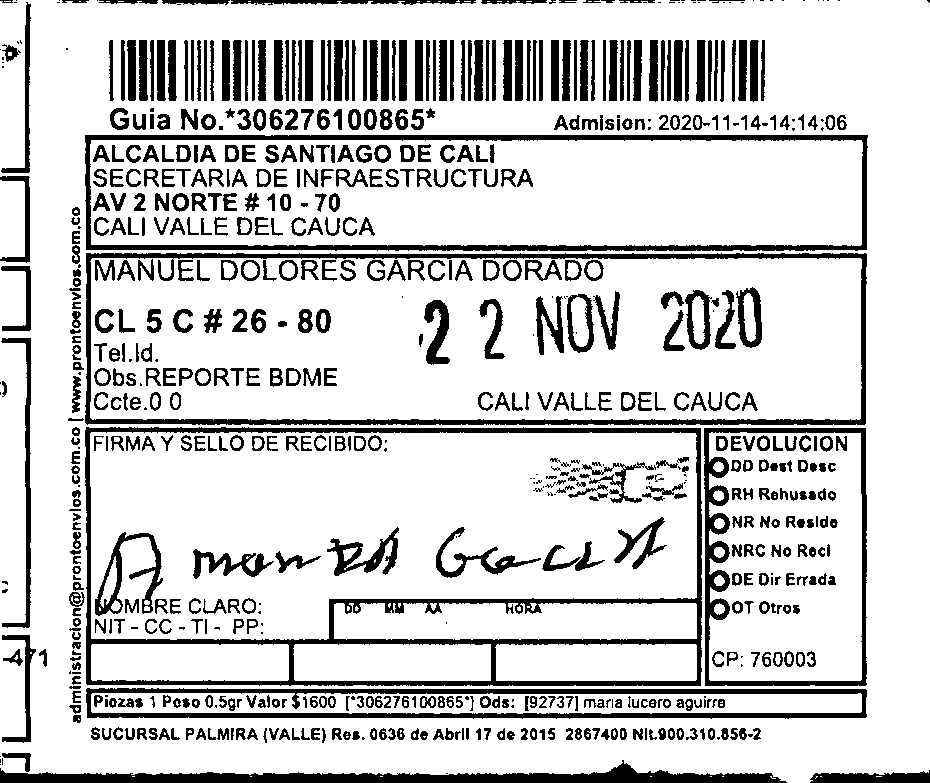 Guia No.*306276100865*
Admision: 2020-11-14-14:14:06
ALCALDIA DE SANTIAGO DE CALI
SECRETARIA DE INFRAESTRUCTURA
AV 2 NORTE # 10 - 70
CALI VALLE DEL CAUCA
MANUEL DOLORES GARCIA DORADO
CL 5 C # 26 - 80
22 NOV 2020
Tel.Id.
Obs.REPORTE BDME
Ccte.0 0
CALI VALLE DEL CAUCA
administracion@prontoenvios.com.co | www.prontoenvios.com.co
FIRMA Y SELLO DE RECIBIDO:
Amanda Garcia
NOMBRE CLARO:
NIT - CC - TI - PP:
DD MM AA HORA
DEVOLUCION
DD Dest Desc
RH Rehusado
NR No Reside
NRC No Recl
DE Dir Errada
OT Otros
CP: 760003
Piezas 1 Peso 0.5gr Valor $1600 [*306276100865*] Ods: [92737] maria lucero aguirre
SUCURSAL PALMIRA (VALLE) Res. 0636 de Abril 17 de 2015 2867400 Nit.900.310.856-2
-471